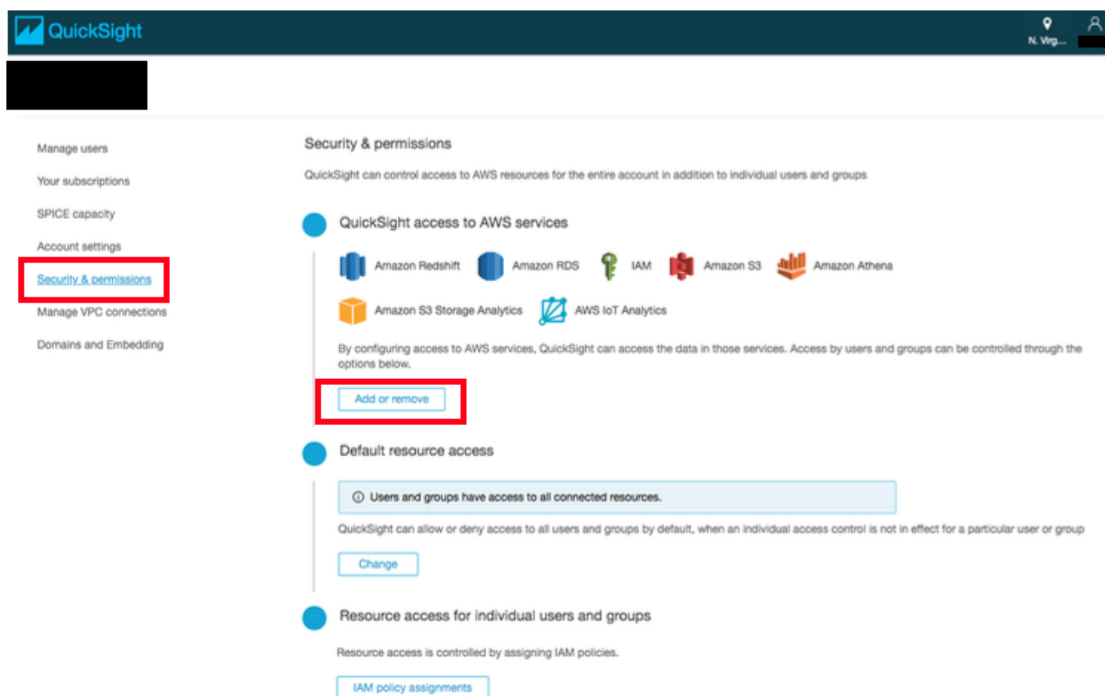 QuickSight
N. Virg...
Manage users
Your subscriptions
SPICE capacity
Account settings
Security & permissions
Manage VPC connections
Domains and Embedding
Security & permissions
QuickSight can control access to AWS resources for the entire account in addition to individual users and groups
QuickSight access to AWS services
Amazon Redshift
Amazon RDS
IAM
Amazon S3
Amazon Athena
Amazon S3 Storage Analytics
AWS IoT Analytics
By configuring access to AWS services, QuickSight can access the data in those services. Access by users and groups can be controlled through the
options below.
Add or remove
Default resource access
Users and groups have access to all connected resources.
QuickSight can allow or deny access to all users and groups by default, when an individual access control is not in effect for a particular user or group
Change
Resource access for individual users and groups
Resource access is controlled by assigning IAM policies.
IAM policy assignments